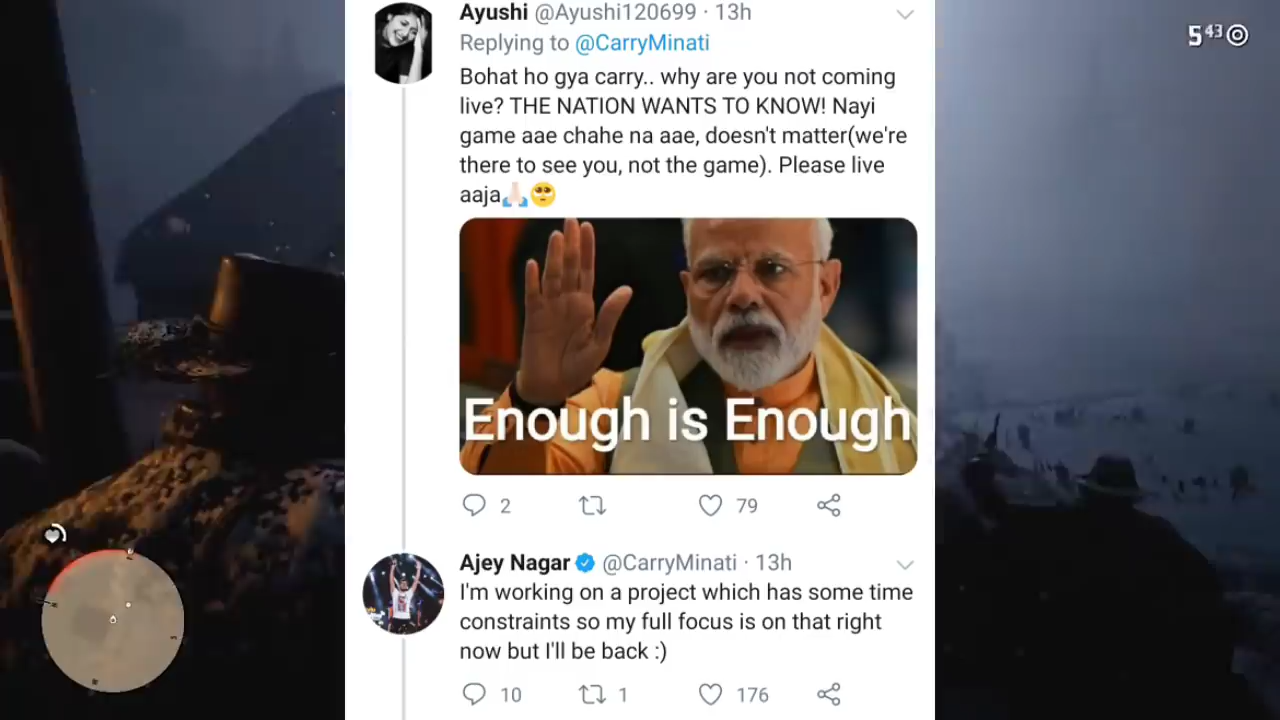 Ayushi @Ayushi120699 · 13h
Replying to @CarryMinati
Bohat ho gya carry.. why are you not coming
live? THE NATION WANTS TO KNOW! Nayi
game aae chahe na aae, doesn't matter(we're
there to see you, not the game). Please live
aaja🙏🏻🥺
Enough is Enough
2 79
Ajey Nagar @CarryMinati · 13h
I'm working on a project which has some time
constraints so my full focus is on that right
now but I'll be back :)
10 1 176
5 43